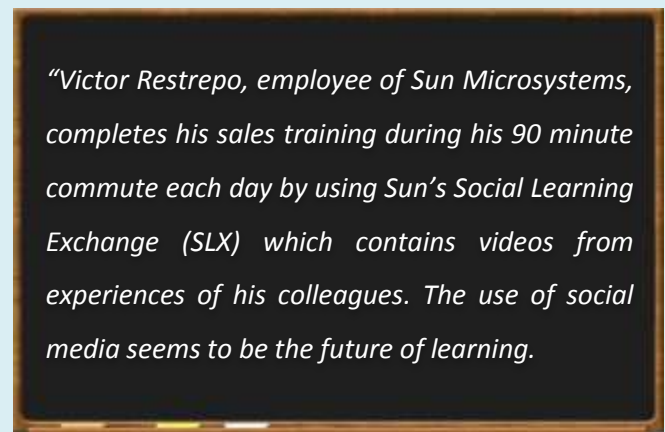 “Victor Restrepo, employee of Sun Microsystems,
completes his sales training during his 90 minute
commute each day by using Sun’s Social Learning
Exchange (SLX) which contains videos from
experiences of his colleagues. The use of social
media seems to be the future of learning.